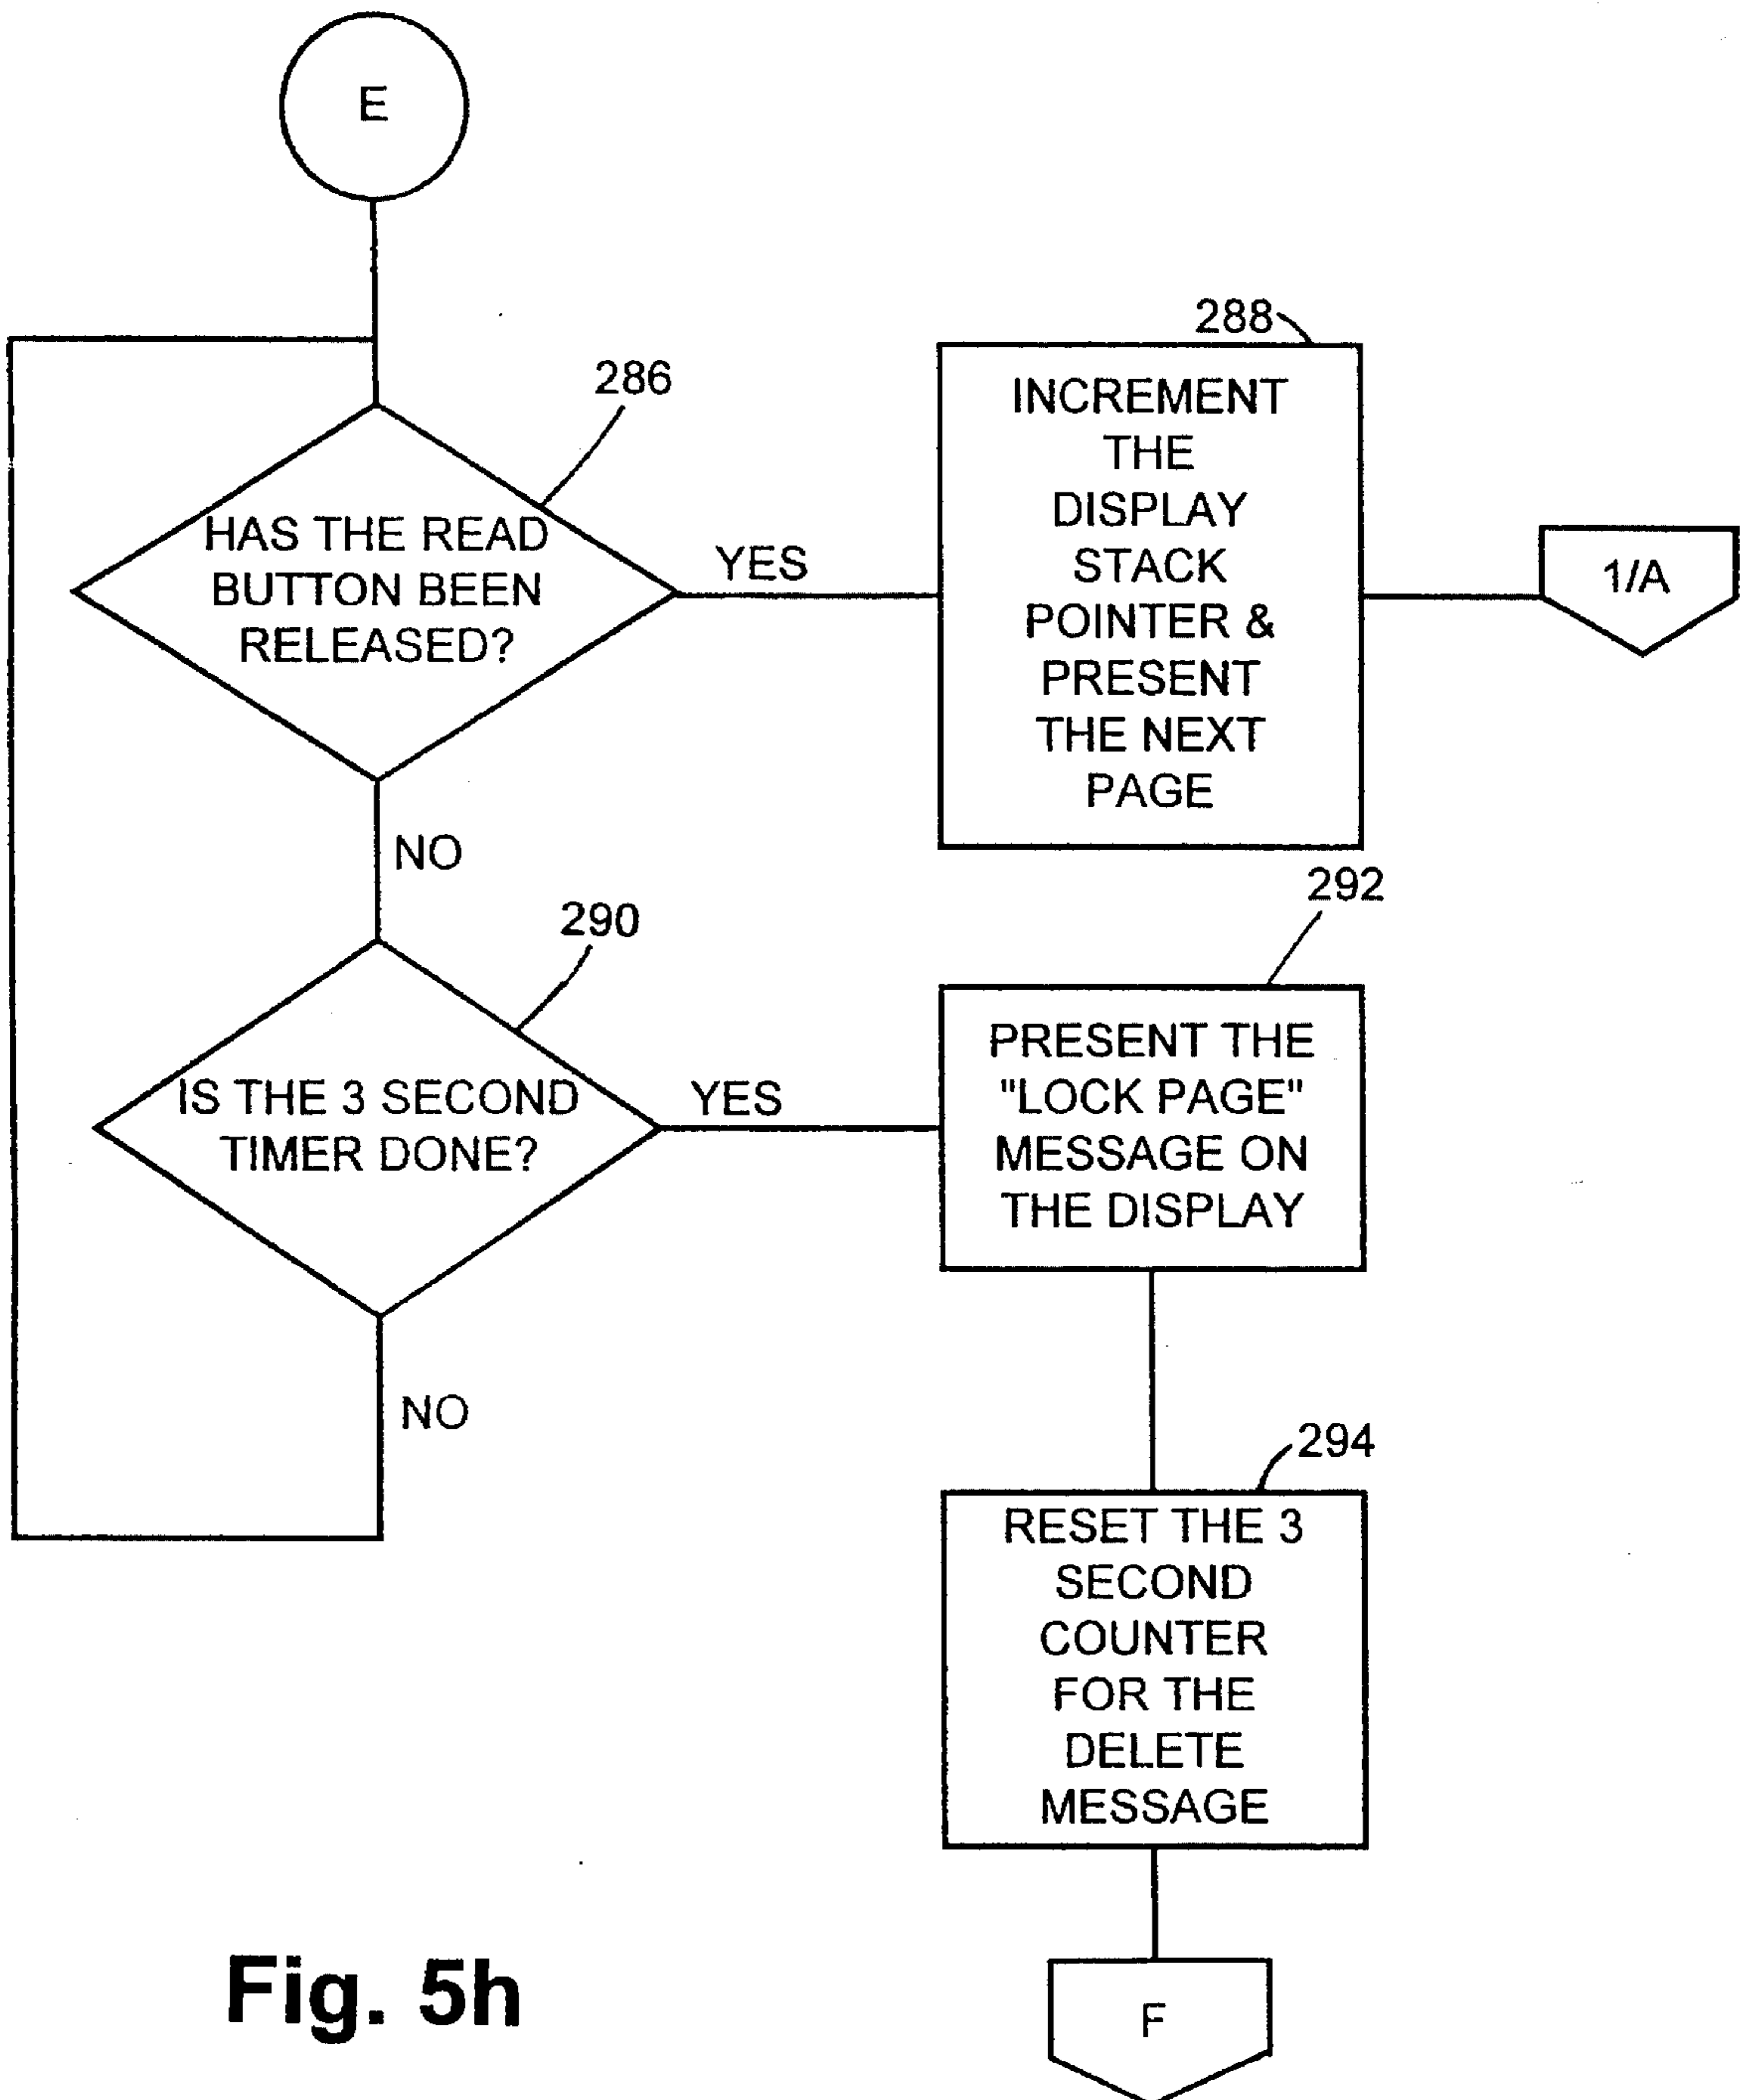 E
286
HAS THE READ
BUTTON BEEN
RELEASED?
YES
288
INCREMENT
THE
DISPLAY
STACK
POINTER &
PRESENT
THE NEXT
PAGE
1/A
NO
290
IS THE 3 SECOND
TIMER DONE?
YES
292
PRESENT THE
"LOCK PAGE"
MESSAGE ON
THE DISPLAY
NO
294
RESET THE 3
SECOND
COUNTER
FOR THE
DELETE
MESSAGE
F
Fig. 5h